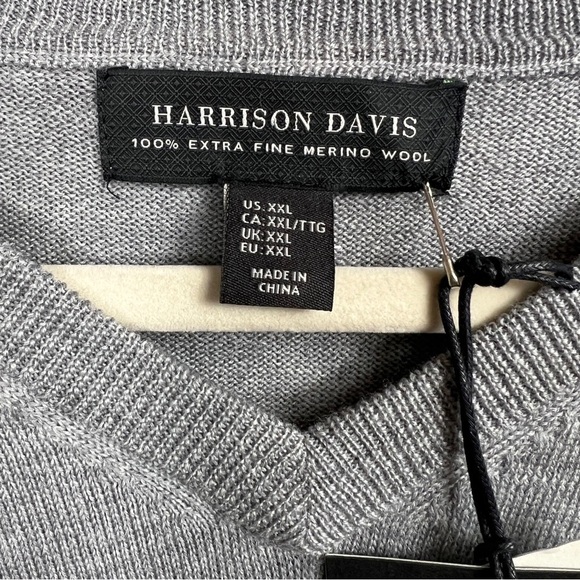 HARRISON DAVIS
100% EXTRA FINE MERINO WOOL
US: XXL
CA: XXL/TTG
UK: XXL
EU: XXL
MADE IN
CHINA